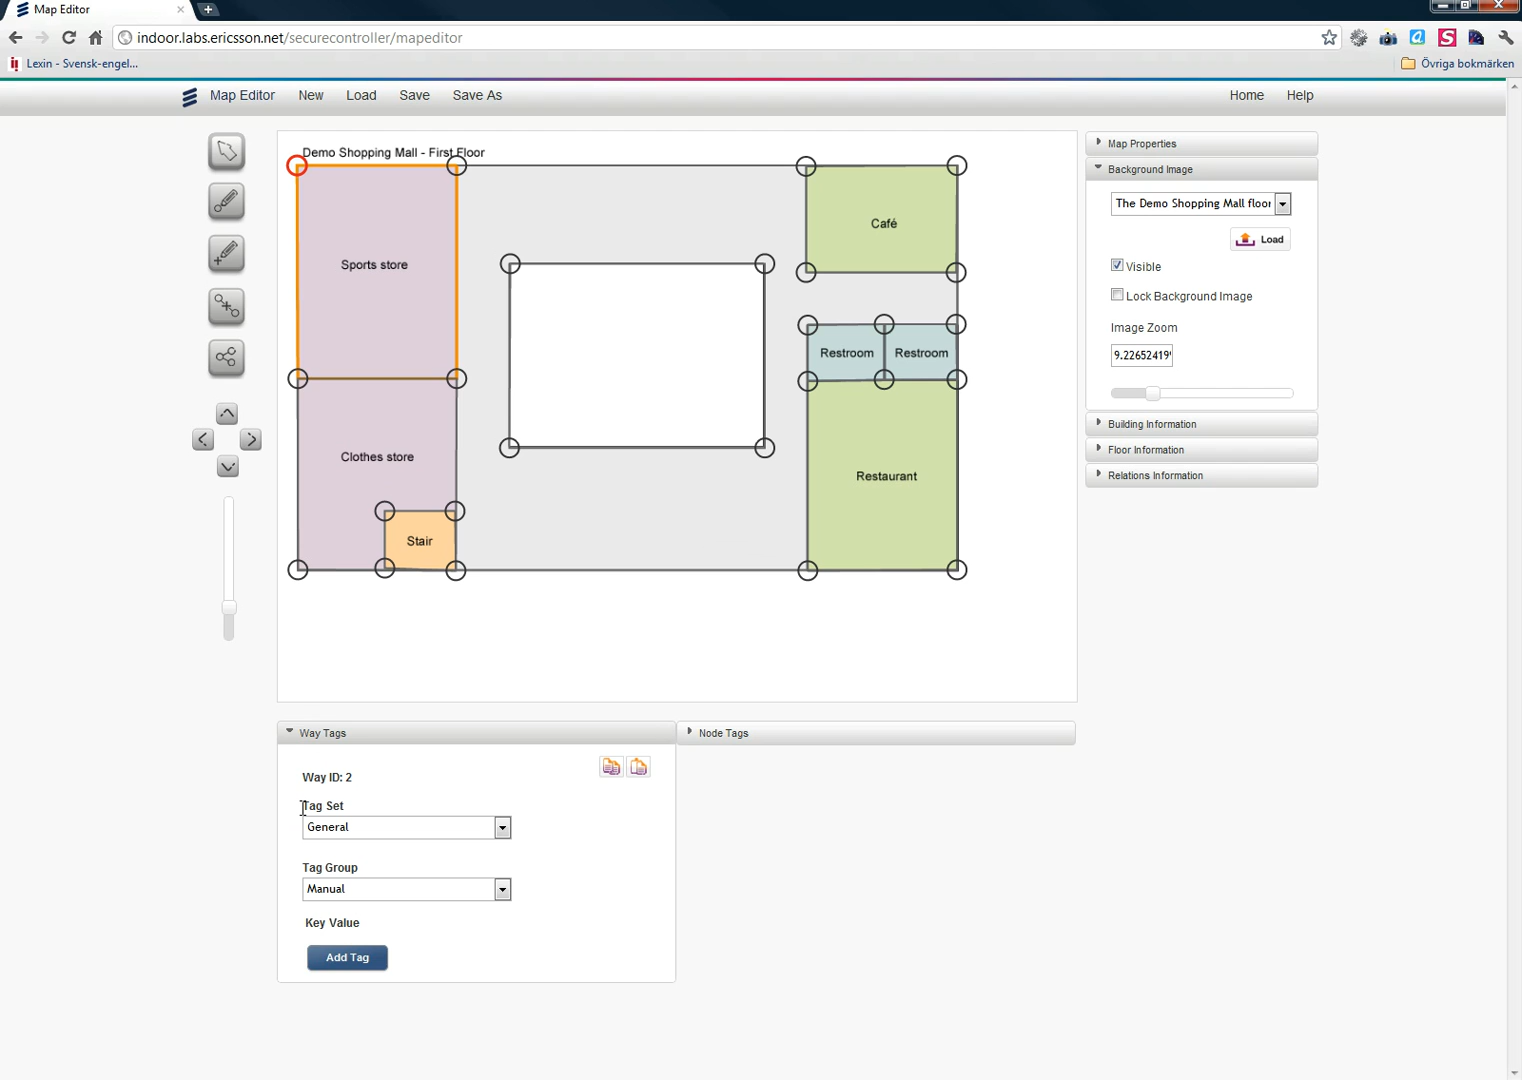 Map Editor
indoor.labs.ericsson.net/securecontroller/mapeditor
Lexin - Svensk-engel...
Övriga bokmärken
Map Editor New Load Save Save As Home Help
Demo Shopping Mall - First Floor
Sports store
Café
Restroom Restroom
Clothes store
Restaurant
Stair
Map Properties
Background Image
The Demo Shopping Mall floor
Load
Visible
Lock Background Image
Image Zoom
9.22652419
Building Information
Floor Information
Relations Information
Way Tags
Node Tags
Way ID: 2
Tag Set
General
Tag Group
Manual
Key Value
Add Tag